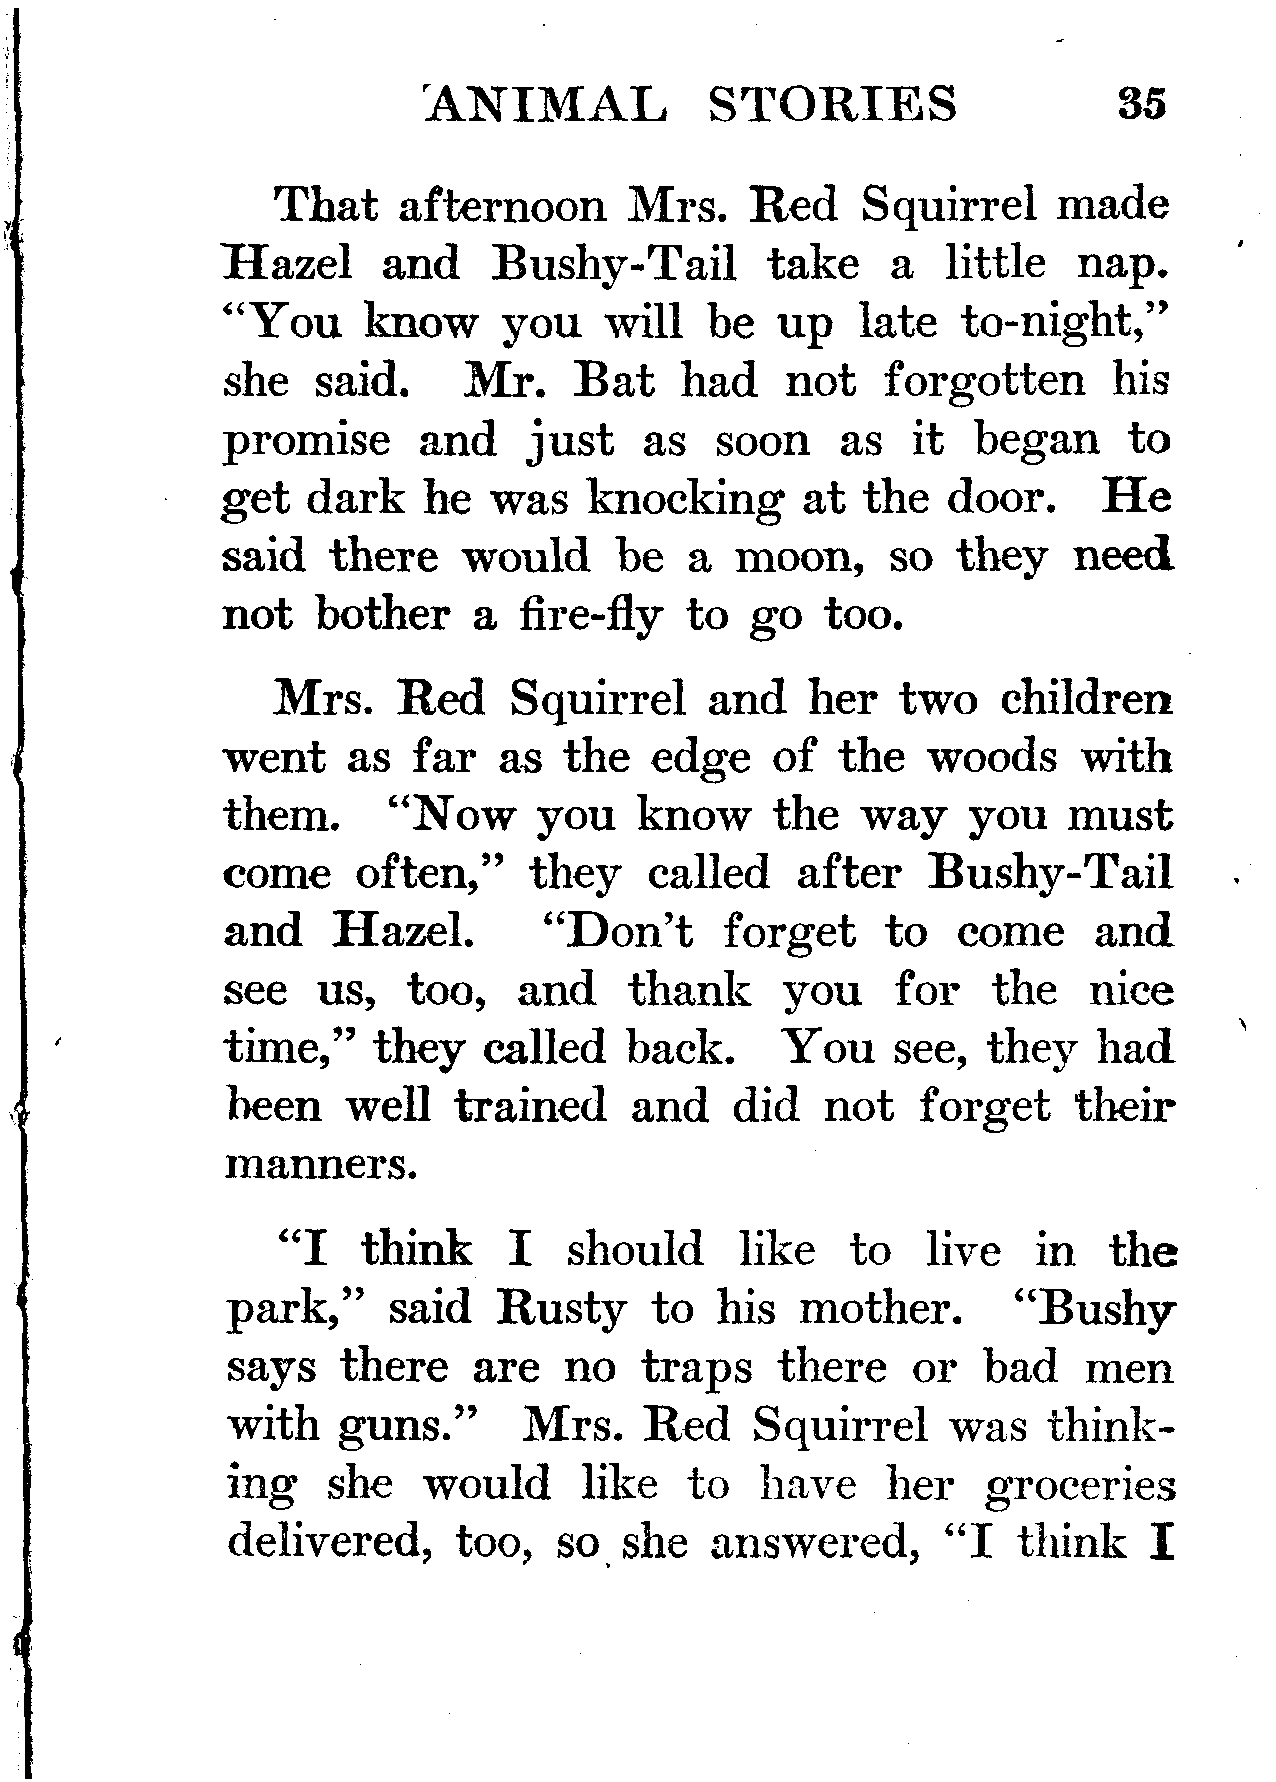 ANIMAL STORIES 35
That afternoon Mrs. Red Squirrel made
Hazel and Bushy-Tail take a little nap.
“You know you will be up late to-night,”
she said. Mr. Bat had not forgotten his
promise and just as soon as it began to
get dark he was knocking at the door. He
said there would be a moon, so they need
not bother a fire-fly to go too.
Mrs. Red Squirrel and her two children
went as far as the edge of the woods with
them. “Now you know the way you must
come often,” they called after Bushy-Tail
and Hazel. “Don't forget to come and
see us, too, and thank you for the nice
time,” they called back. You see, they had
been well trained and did not forget their
manners.
“I think I should like to live in the
park,” said Rusty to his mother. “Bushy
says there are no traps there or bad men
with guns.” Mrs. Red Squirrel was think-
ing she would like to have her groceries
delivered, too, so she answered, “I think I